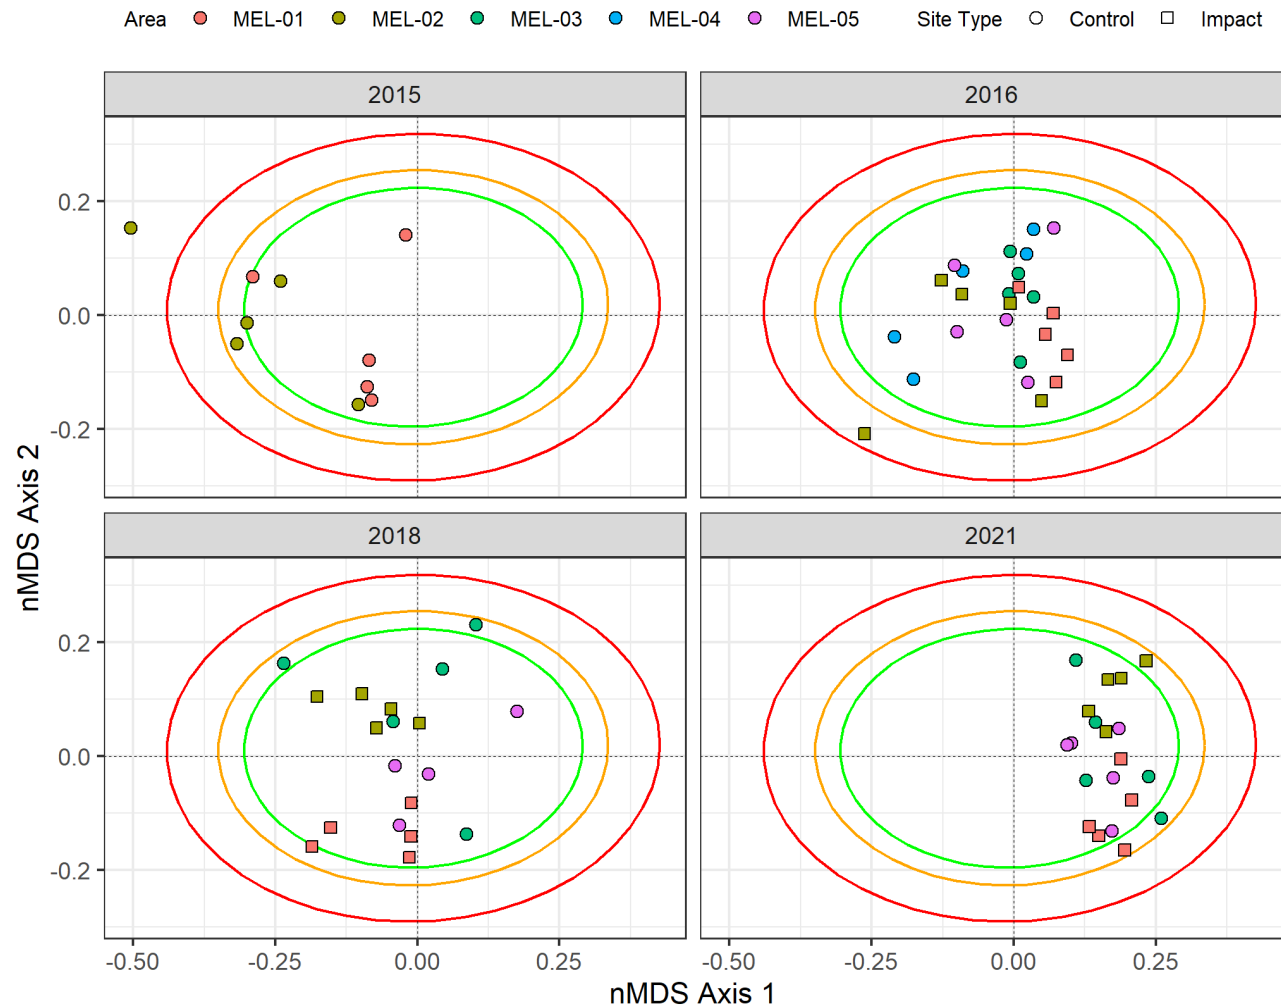 Area MEL-01 MEL-02 MEL-03 MEL-04 MEL-05 Site Type Control Impact
2015
2016
0.2
0.0
-0.2
2018
2021
0.2
0.0
-0.2
-0.50 -0.25 0.00 0.25
-0.50 -0.25 0.00 0.25
nMDS Axis 1
nMDS Axis 2